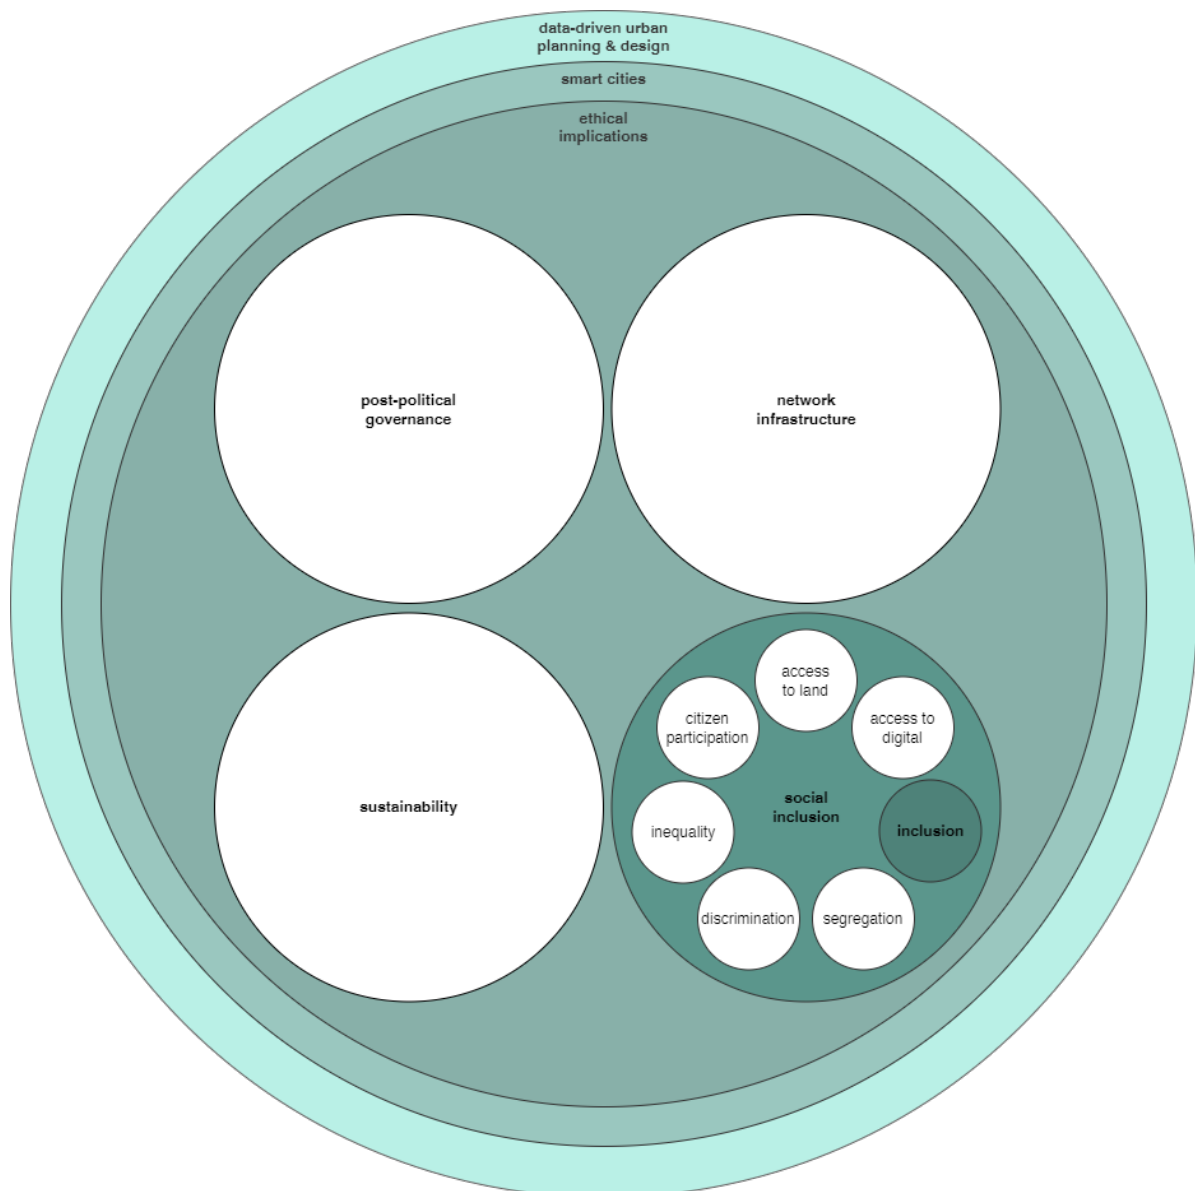 data-driven urban
planning & design
smart cities
ethical
implications
post-political
governance
network
infrastructure
sustainability
social
inclusion
access
to land
citizen
participation
access to
digital
inequality
inclusion
discrimination
segregation